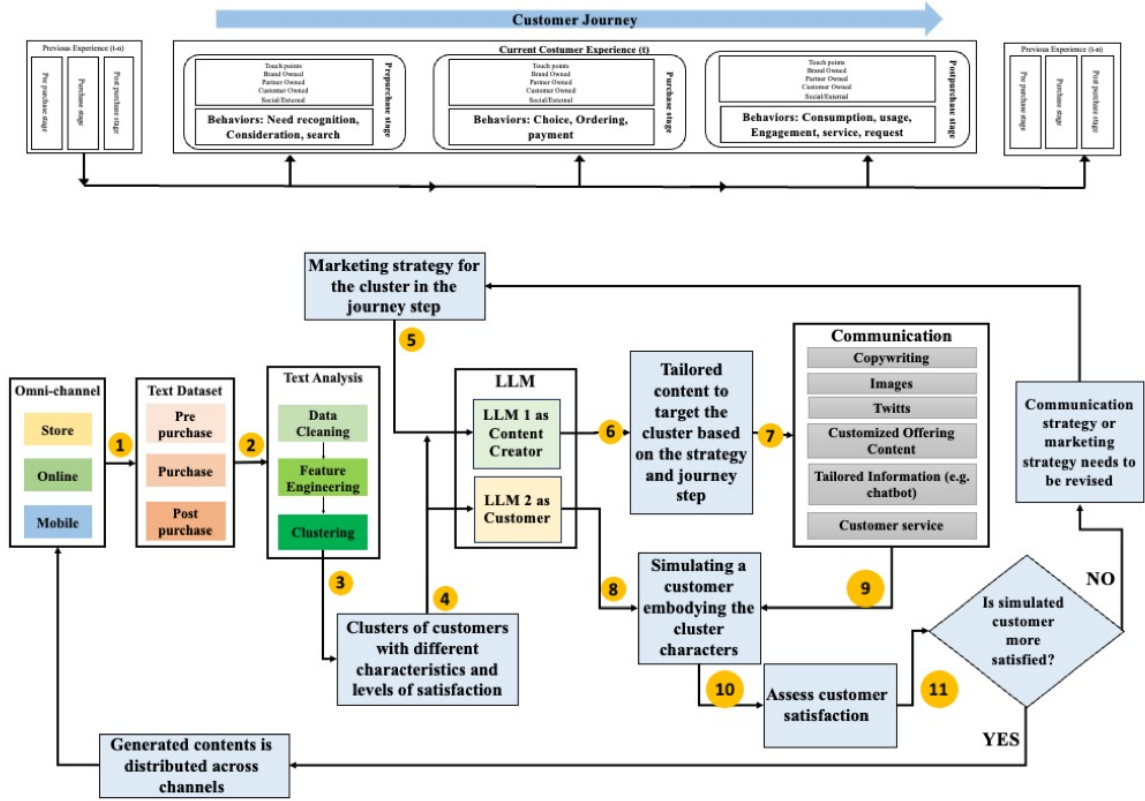 Customer Journey
Previous Experience (t-n)
Pre purchase stage
Purchase stage
Post purchase stage
Current Costumer Experience (t)
Touch points
Brand Owned
Partner Owned
Customer Owned
Social/External
Behaviors: Need recognition,
Consideration, search
Prepurchase stage
Touch points
Brand Owned
Partner Owned
Customer Owned
Social/External
Behaviors: Choice, Ordering,
payment
Purchase stage
Touch points
Brand Owned
Partner Owned
Customer Owned
Social/External
Behaviors: Consumption, usage,
Engagement, service, request
Postpurchase stage
Previous Experience (t-n)
Pre purchase stage
Purchase stage
Post purchase stage
Marketing strategy for
the cluster in the
journey step
5
Omni-channel
Store
Online
Mobile
1
Text Dataset
Pre
purchase
Purchase
Post
purchase
2
Text Analysis
Data
Cleaning
Feature
Engineering
Clustering
3
Clusters of customers
with different
characteristics and
levels of satisfaction
4
LLM
LLM 1 as
Content
Creator
LLM 2 as
Customer
6
Tailored
content to
target the
cluster based
on the strategy
and journey
step
7
Communication
Copywriting
Images
Twitts
Customized Offering
Content
Tailored Information (e.g.
chatbot)
Customer service
8
Simulating a
customer
embodying the
cluster
characters
9
10
Assess customer
satisfaction
11
Is simulated
customer
more
satisfied?
NO
Communication
strategy or
marketing
strategy needs to
be revised
YES
Generated contents is
distributed across
channels